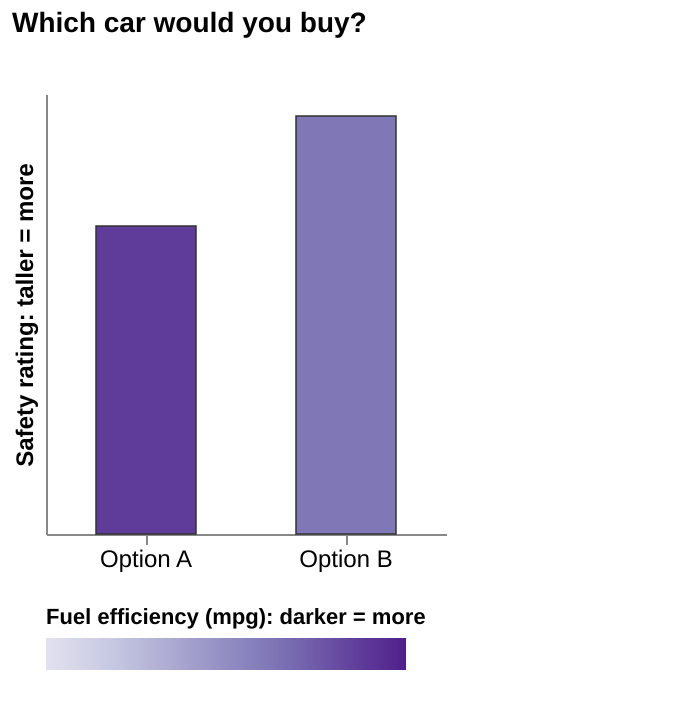 Which car would you buy?
Safety rating: taller = more
Option A
Option B
Fuel efficiency (mpg): darker = more